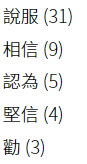 說服 (31)
相信 (9)
認為 (5)
堅信 (4)
勸 (3)